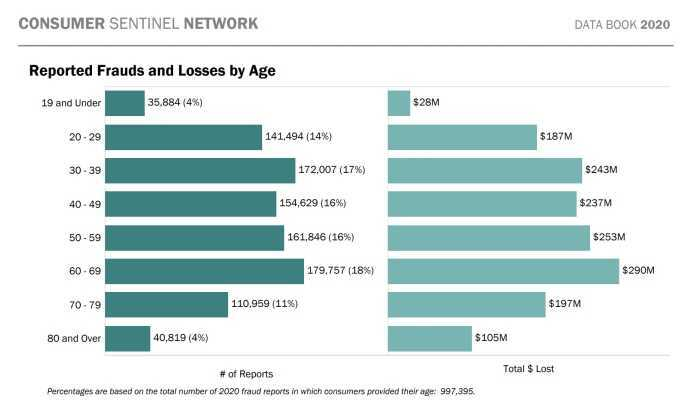 CONSUMER SENTINEL NETWORK DATA BOOK 2020
Reported Frauds and Losses by Age
19 and Under 35,884 (4%) $28M
20 - 29 141,494 (14%) $187M
30 - 39 172,007 (17%) $243M
40 - 49 154,629 (16%) $237M
50 - 59 161,846 (16%) $253M
60 - 69 179,757 (18%) $290M
70 - 79 110,959 (11%) $197M
80 and Over 40,819 (4%) $105M
# of Reports Total $ Lost
Percentages are based on the total number of 2020 fraud reports in which consumers provided their age: 997,395.